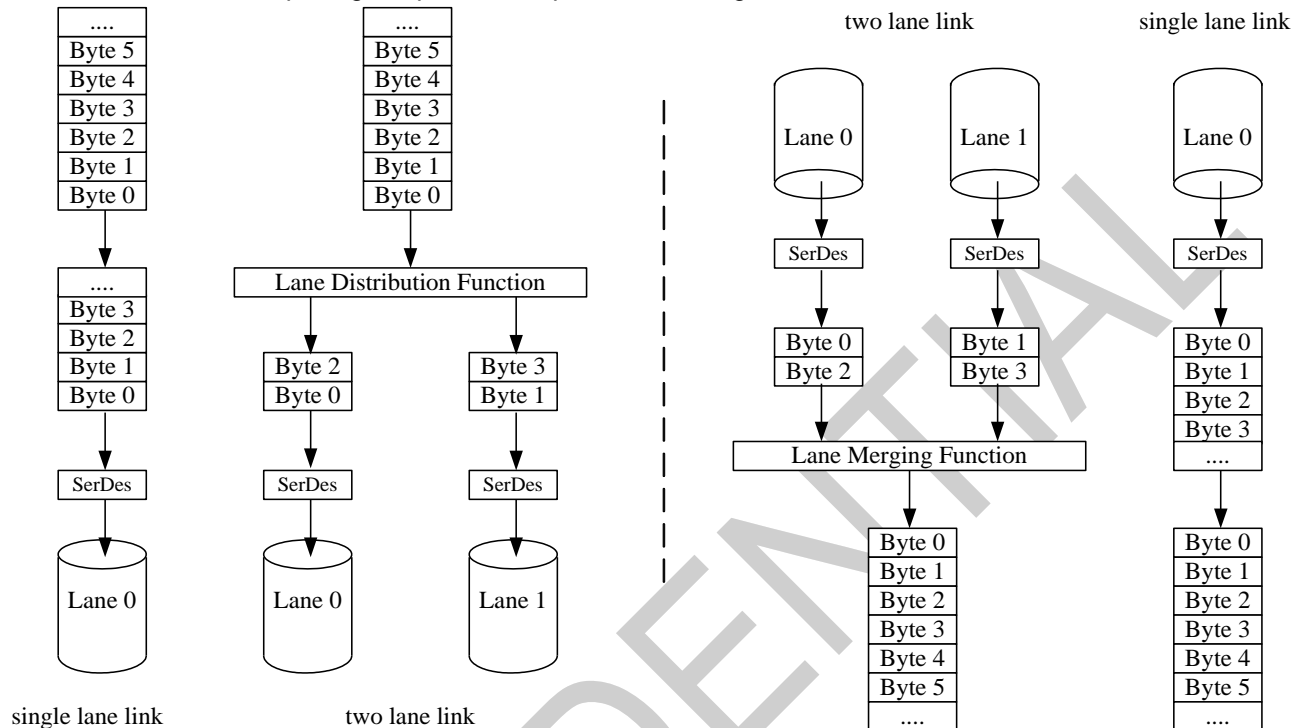 ....
Byte 5
Byte 4
Byte 3
Byte 2
Byte 1
Byte 0
....
Byte 3
Byte 2
Byte 1
Byte 0
SerDes
Lane 0
single lane link
....
Byte 5
Byte 4
Byte 3
Byte 2
Byte 1
Byte 0
Lane Distribution Function
Byte 2
Byte 0
SerDes
Lane 0
Byte 3
Byte 1
SerDes
Lane 1
two lane link
two lane link
Lane 0
SerDes
Byte 0
Byte 2
Lane 1
SerDes
Byte 1
Byte 3
Lane Merging Function
Byte 0
Byte 1
Byte 2
Byte 3
Byte 4
Byte 5
....
single lane link
Lane 0
SerDes
Byte 0
Byte 1
Byte 2
Byte 3
....
Byte 0
Byte 1
Byte 2
Byte 3
Byte 4
Byte 5
....
DENTIAL